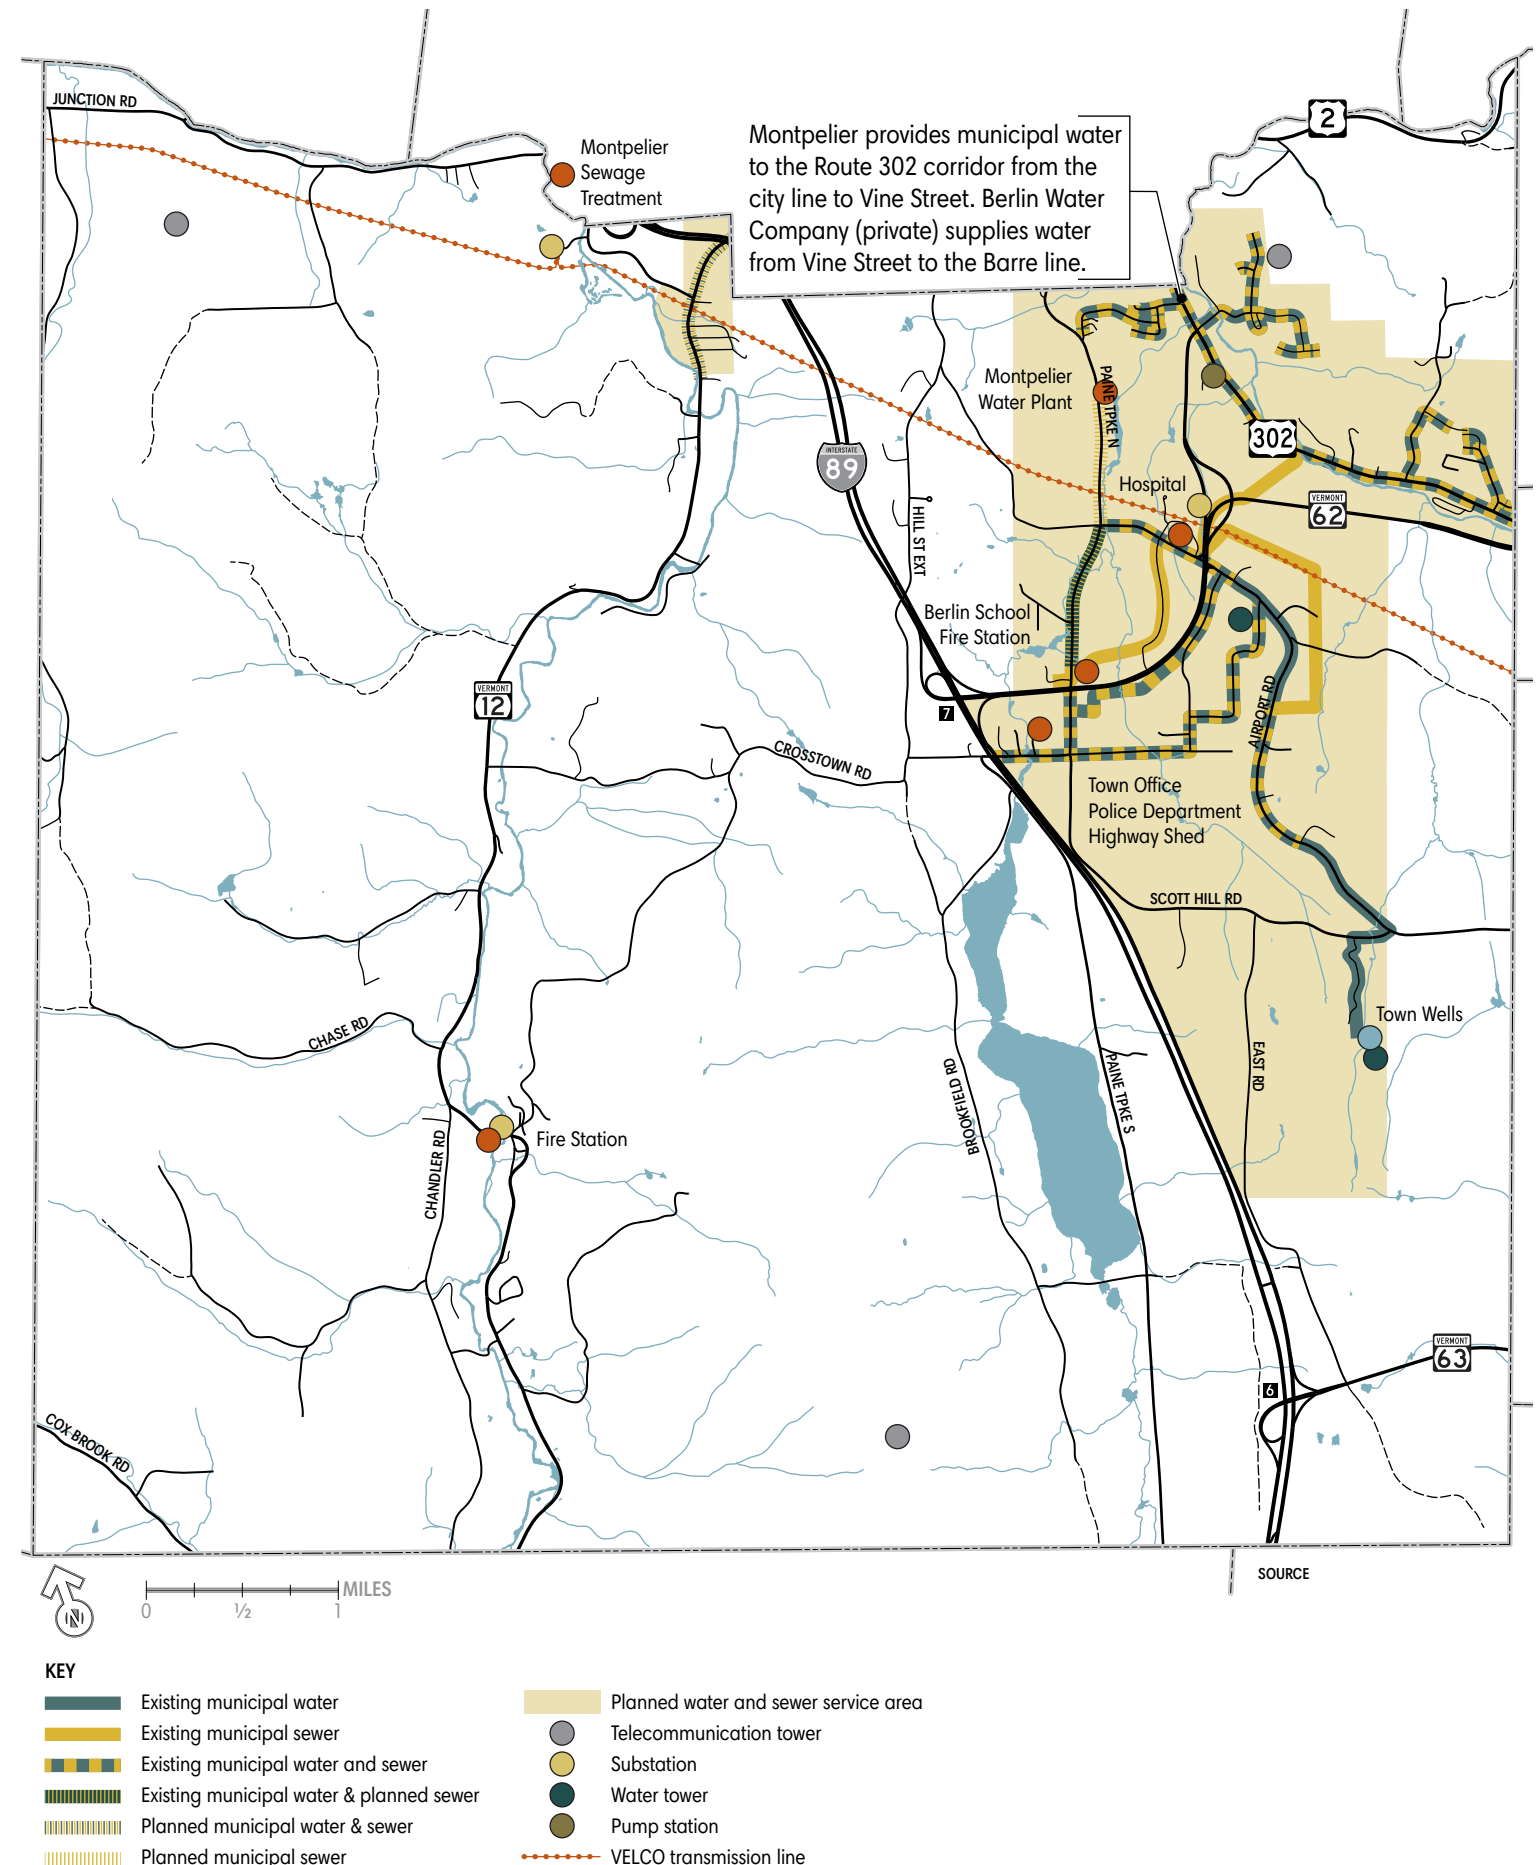 JUNCTION RD
Montpelier
Sewage
Treatment
Montpelier provides municipal water
to the Route 302 corridor from the
city line to Vine Street. Berlin Water
Company (private) supplies water
from Vine Street to the Barre line.
2
Montpelier
Water Plant
PAINE TPKE N
302
INTERSTATE
89
Hospital
VERMONT
62
HILL ST EXT
Berlin School
Fire Station
VERMONT
12
7
AIRPORT RD
CROSSTOWN RD
Town Office
Police Department
Highway Shed
SCOTT HILL RD
Town Wells
CHASE RD
EAST RD
BROOKFIELD RD
PAINE TPKE S
Fire Station
CHANDLER RD
VERMONT
63
6
COX BROOK RD
SOURCE
N
MILES
0
½
1
KEY
Existing municipal water
Existing municipal sewer
Existing municipal water and sewer
Existing municipal water & planned sewer
Planned municipal water & sewer
Planned municipal sewer
Planned water and sewer service area
Telecommunication tower
Substation
Water tower
Pump station
VELCO transmission line